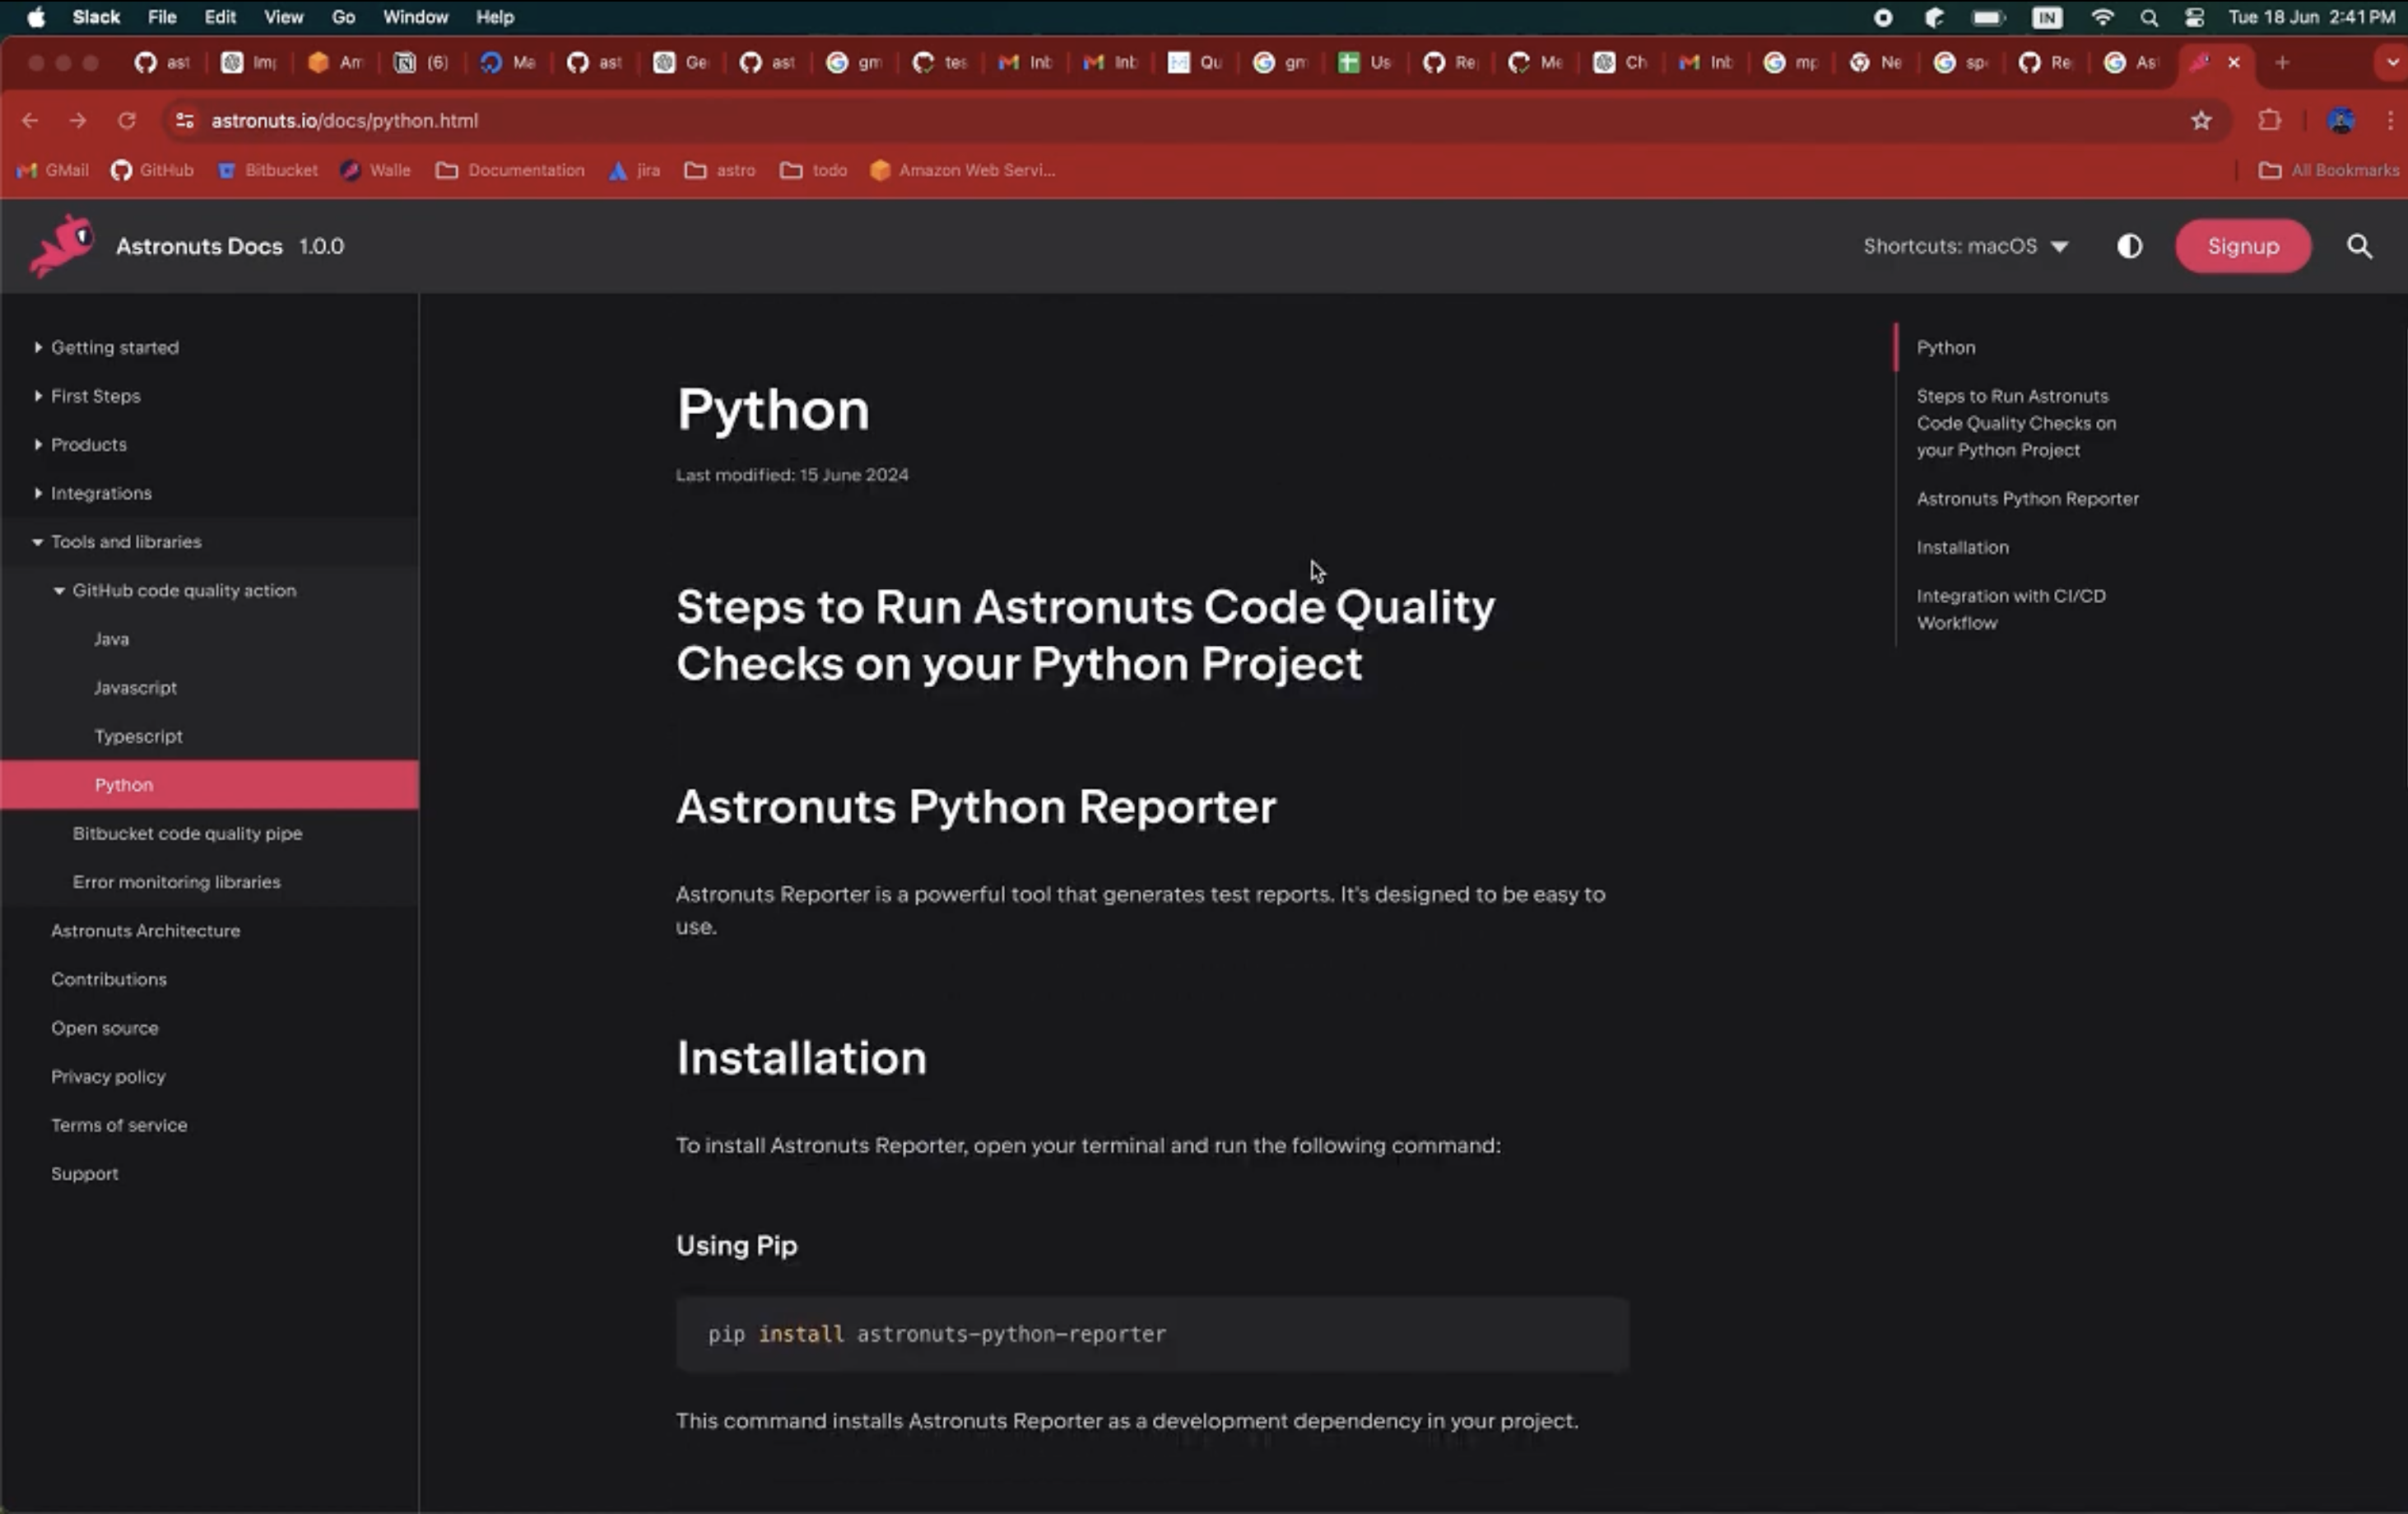 Slack File Edit View Go Window Help IN Tue 18 Jun 2:41 PM
ast Im Am (6) Ma ast Ge ast gm tes Inb Inb Qu gm Us Re Me Ch Inb mp Ne sp Re As
astronuts.io/docs/python.html
GMail GitHub Bitbucket Walle Documentation jira astro todo Amazon Web Servi... All Bookmarks
Astronuts Docs 1.0.0 Shortcuts: macOS Signup
Getting started
First Steps
Products
Integrations
Tools and libraries
GitHub code quality action
Java
Javascript
Typescript
Python
Bitbucket code quality pipe
Error monitoring libraries
Astronuts Architecture
Contributions
Open source
Privacy policy
Terms of service
Support
Python
Last modified: 15 June 2024
Steps to Run Astronuts Code Quality
Checks on your Python Project
Astronuts Python Reporter
Astronuts Reporter is a powerful tool that generates test reports. It's designed to be easy to
use.
Installation
To install Astronuts Reporter, open your terminal and run the following command:
Using Pip
pip install astronuts-python-reporter
This command installs Astronuts Reporter as a development dependency in your project.
Python
Steps to Run Astronuts
Code Quality Checks on
your Python Project
Astronuts Python Reporter
Installation
Integration with CI/CD
Workflow